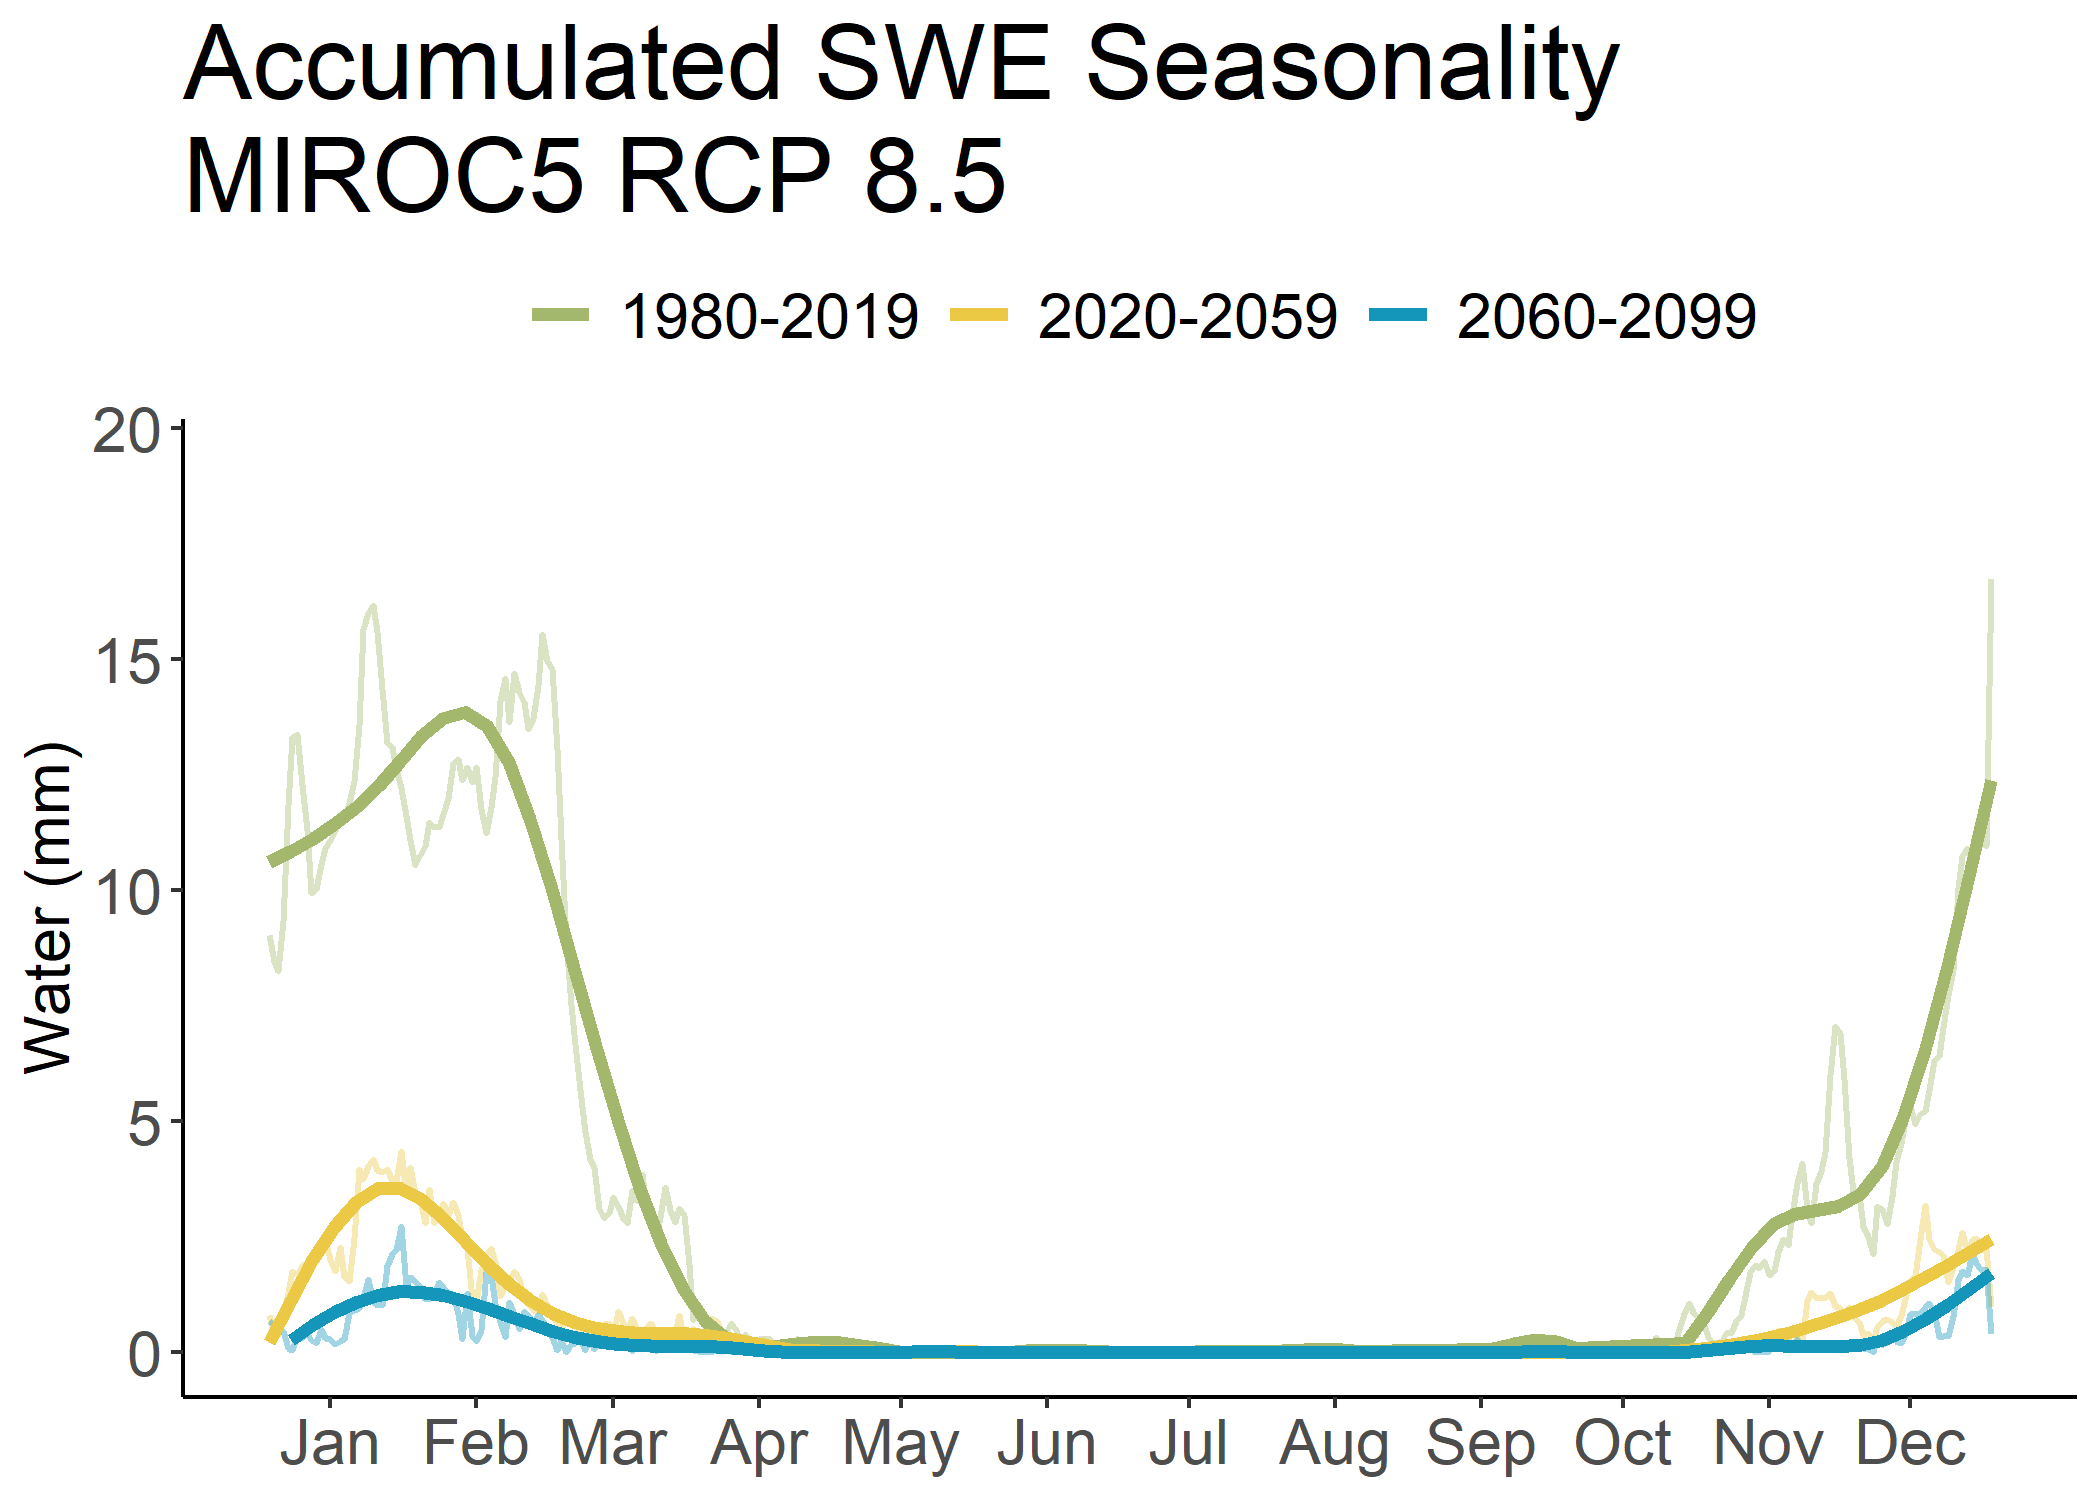 Accumulated SWE Seasonality
MIROC5 RCP 8.5
1980-2019 2020-2059 2060-2099
20
15
10
5
0
Water (mm)
Jan Feb Mar Apr May Jun Jul Aug Sep Oct Nov Dec